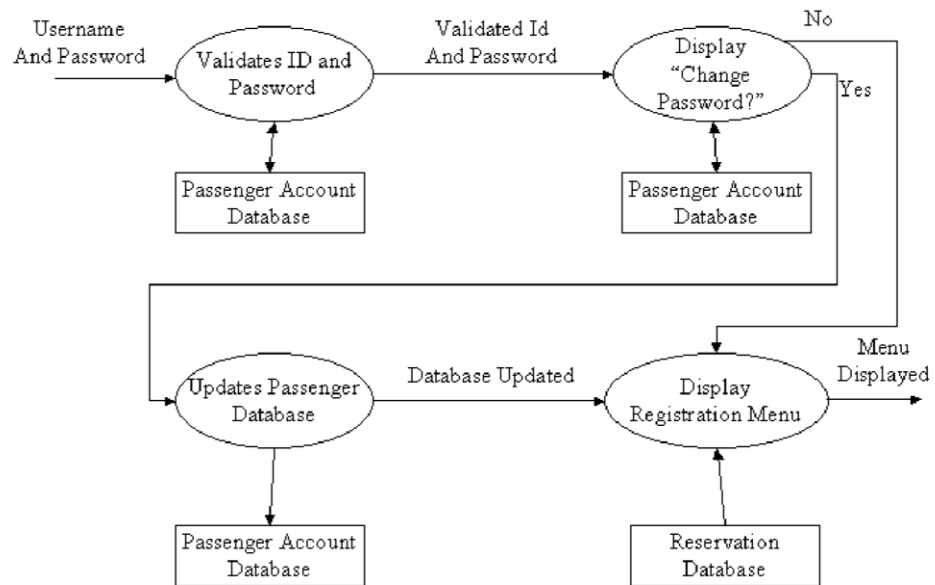 Username
And Password
Validates ID and
Password
Validated Id
And Password
Display
“Change
Password?”
No
Yes
Passenger Account
Database
Passenger Account
Database
Updates Passenger
Database
Database Updated
Display
Registration Menu
Menu
Displayed
Passenger Account
Database
Reservation
Database